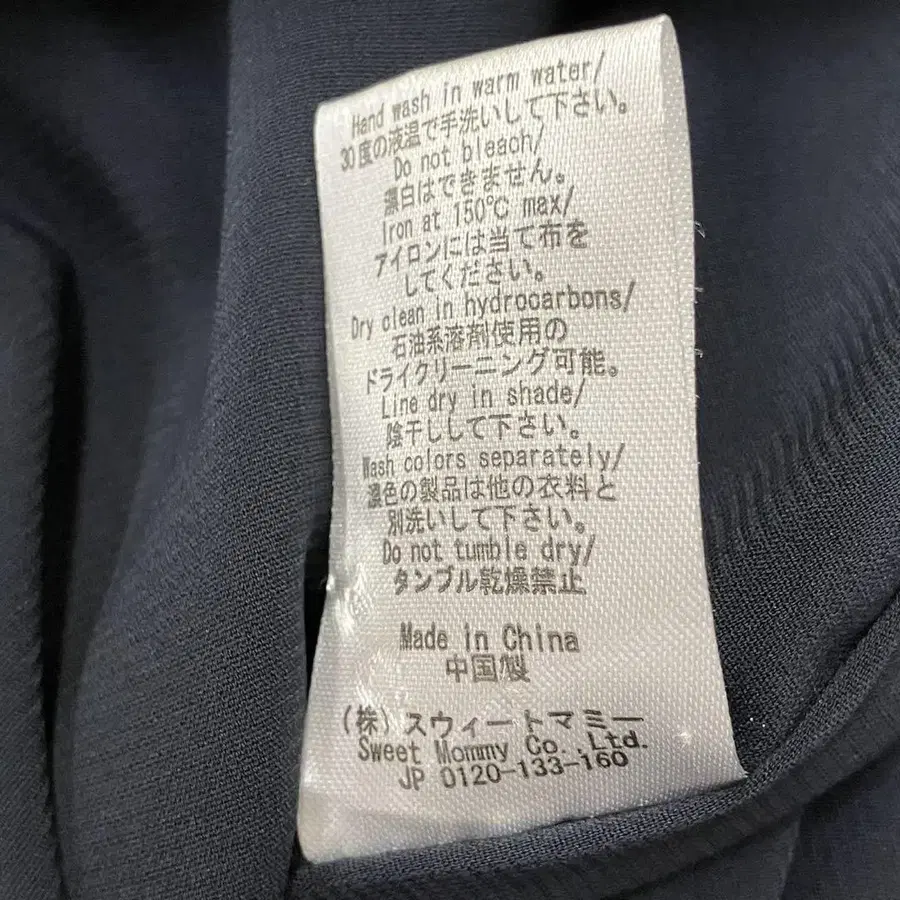 Hand wash in warm water/
30度の液温で手洗いして下さい。
Do not bleach/
漂白はできません。
Iron at 150℃ max/
アイロンには当て布を
してください。
Dry clean in hydrocarbons/
石油系溶剤使用の
ドライクリーニング可能。
Line dry in shade/
陰干しして下さい。
Wash colors separately/
濃色の製品は他の衣料と
別洗いして下さい。
Do not tumble dry/
タンブル乾燥禁止
Made in China
中国製
(株)スウィートマミー
Sweet Mommy Co.,Ltd.
JP 0120-133-160